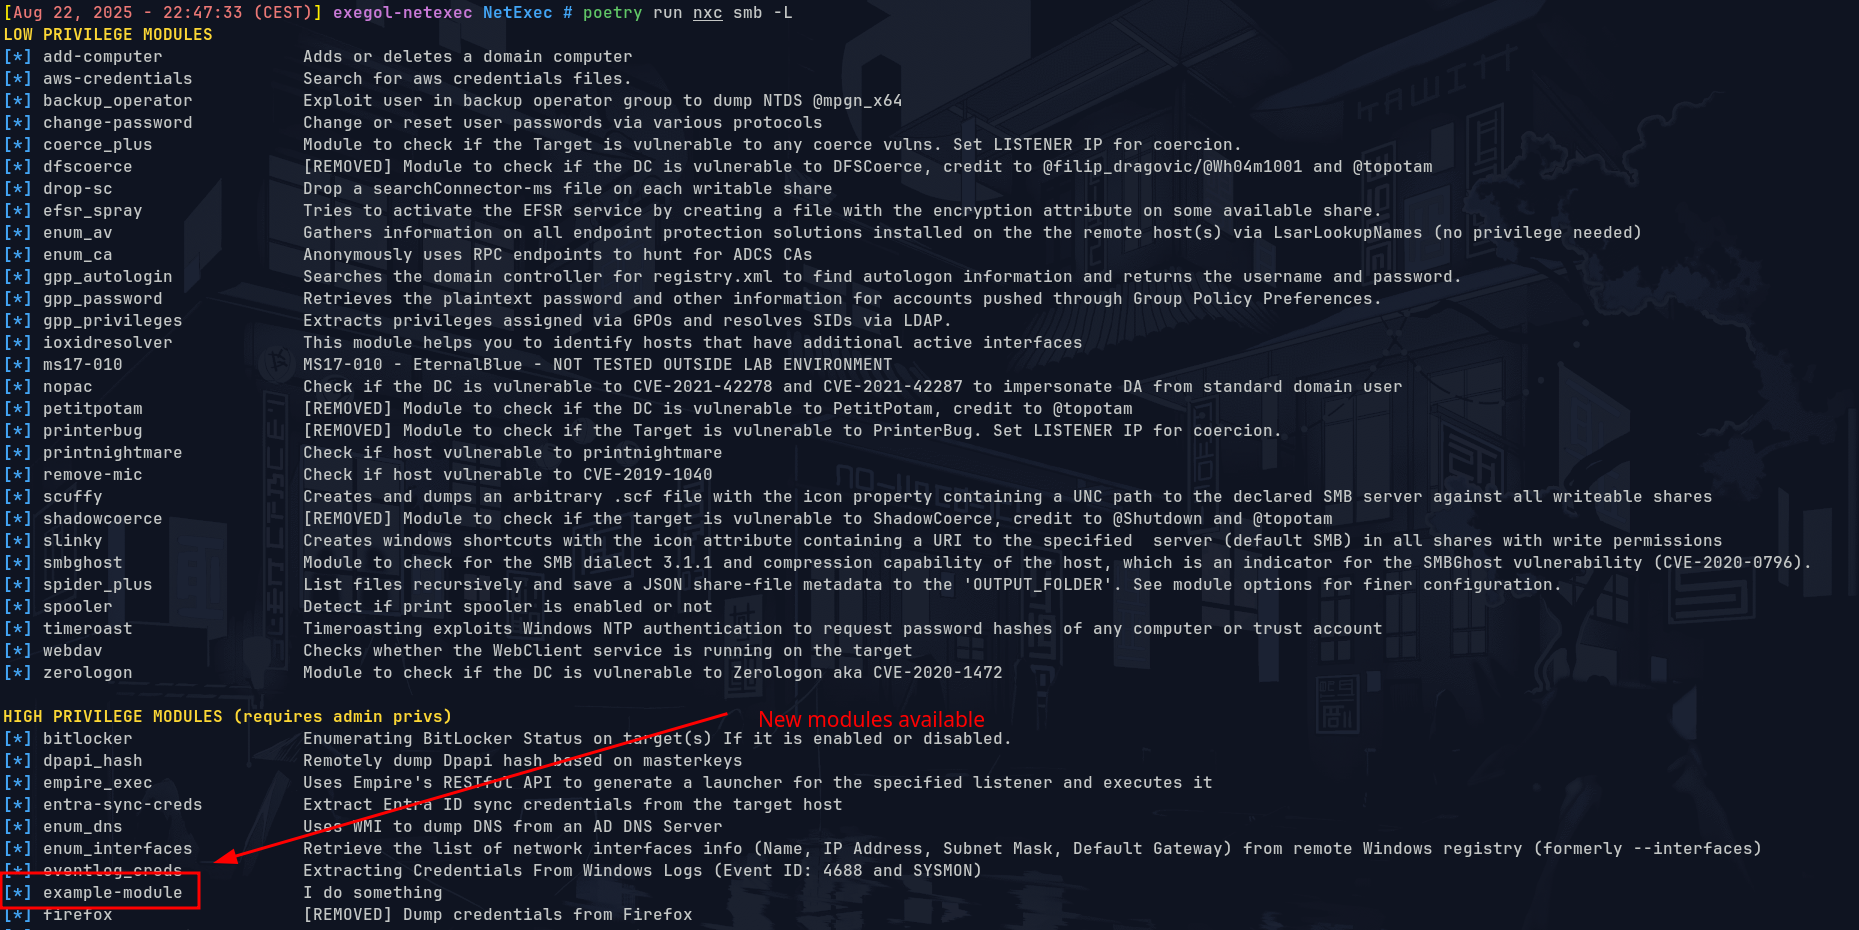 [Aug 22, 2025 - 22:47:33 (CEST)] exegol-netexec NetExec # poetry run nxc smb -L
LOW PRIVILEGE MODULES
[*] add-computer Adds or deletes a domain computer
[*] aws-credentials Search for aws credentials files.
[*] backup_operator Exploit user in backup operator group to dump NTDS @mpgn_x64
[*] change-password Change or reset user passwords via various protocols
[*] coerce_plus Module to check if the Target is vulnerable to any coerce vulns. Set LISTENER IP for coercion.
[*] dfscoerce [REMOVED] Module to check if the DC is vulnerable to DFSCoerce, credit to @filip_dragovic/@Wh04m1001 and @topotam
[*] drop-sc Drop a searchConnector-ms file on each writable share
[*] efsr_spray Tries to activate the EFSR service by creating a file with the encryption attribute on some available share.
[*] enum_av Gathers information on all endpoint protection solutions installed on the the remote host(s) via LsarLookupNames (no privilege needed)
[*] enum_ca Anonymously uses RPC endpoints to hunt for ADCS CAs
[*] gpp_autologin Searches the domain controller for registry.xml to find autologon information and returns the username and password.
[*] gpp_password Retrieves the plaintext password and other information for accounts pushed through Group Policy Preferences.
[*] gpp_privileges Extracts privileges assigned via GPOs and resolves SIDs via LDAP.
[*] ioxidresolver This module helps you to identify hosts that have additional active interfaces
[*] ms17-010 MS17-010 - EternalBlue - NOT TESTED OUTSIDE LAB ENVIRONMENT
[*] nopac Check if the DC is vulnerable to CVE-2021-42278 and CVE-2021-42287 to impersonate DA from standard domain user
[*] petitpotam [REMOVED] Module to check if the DC is vulnerable to PetitPotam, credit to @topotam
[*] printerbug [REMOVED] Module to check if the Target is vulnerable to PrinterBug. Set LISTENER IP for coercion.
[*] printnightmare Check if host vulnerable to printnightmare
[*] remove-mic Check if host vulnerable to CVE-2019-1040
[*] scuffy Creates and dumps an arbitrary .scf file with the icon property containing a UNC path to the declared SMB server against all writeable shares
[*] shadowcoerce [REMOVED] Module to check if the target is vulnerable to ShadowCoerce, credit to @Shutdown and @topotam
[*] slinky Creates windows shortcuts with the icon attribute containing a URI to the specified  server (default SMB) in all shares with write permissions
[*] smbghost Module to check for the SMB dialect 3.1.1 and compression capability of the host, which is an indicator for the SMBGhost vulnerability (CVE-2020-0796).
[*] spider_plus List files recursively and save a JSON share-file metadata to the 'OUTPUT_FOLDER'. See module options for finer configuration.
[*] spooler Detect if print spooler is enabled or not
[*] timeroast Timeroasting exploits Windows NTP authentication to request password hashes of any computer or trust account
[*] webdav Checks whether the WebClient service is running on the target
[*] zerologon Module to check if the DC is vulnerable to Zerologon aka CVE-2020-1472
HIGH PRIVILEGE MODULES (requires admin privs)
New modules available
[*] bitlocker Enumerating BitLocker Status on target(s) If it is enabled or disabled.
[*] dpapi_hash Remotely dump Dpapi hash based on masterkeys
[*] empire_exec Uses Empire's RESTful API to generate a launcher for the specified listener and executes it
[*] entra-sync-creds Extract Entra ID sync credentials from the target host
[*] enum_dns Uses WMI to dump DNS from an AD DNS Server
[*] enum_interfaces Retrieve the list of network interfaces info (Name, IP Address, Subnet Mask, Default Gateway) from remote Windows registry (formerly --interfaces)
[*] eventlog_creds Extracting Credentials From Windows Logs (Event ID: 4688 and SYSMON)
[*] example-module I do something
[*] firefox [REMOVED] Dump credentials from Firefox